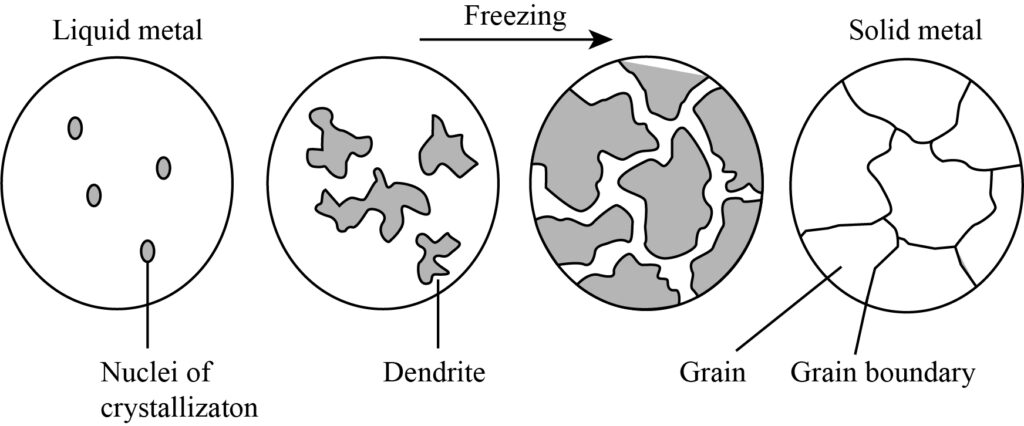 Liquid metal
Freezing
Solid metal
Nuclei of
crystallizaton
Dendrite
Grain
Grain boundary